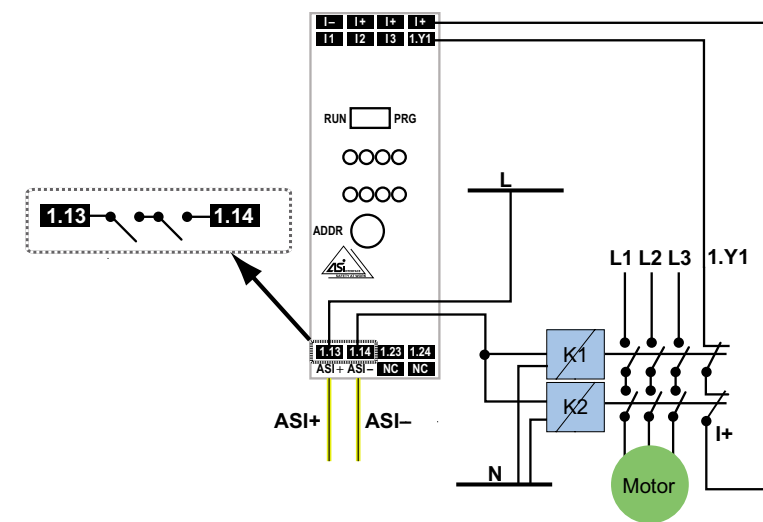 I– I+ I+ I+
I1 I2 I3 1.Y1
RUN PRG
L
1.13 1.14
ADDR
ASi
L1 L2 L3 1.Y1
1.13 1.14 1.23 1.24
ASI+ ASI– NC NC
K1
K2
ASI+ ASI–
I+
N
Motor